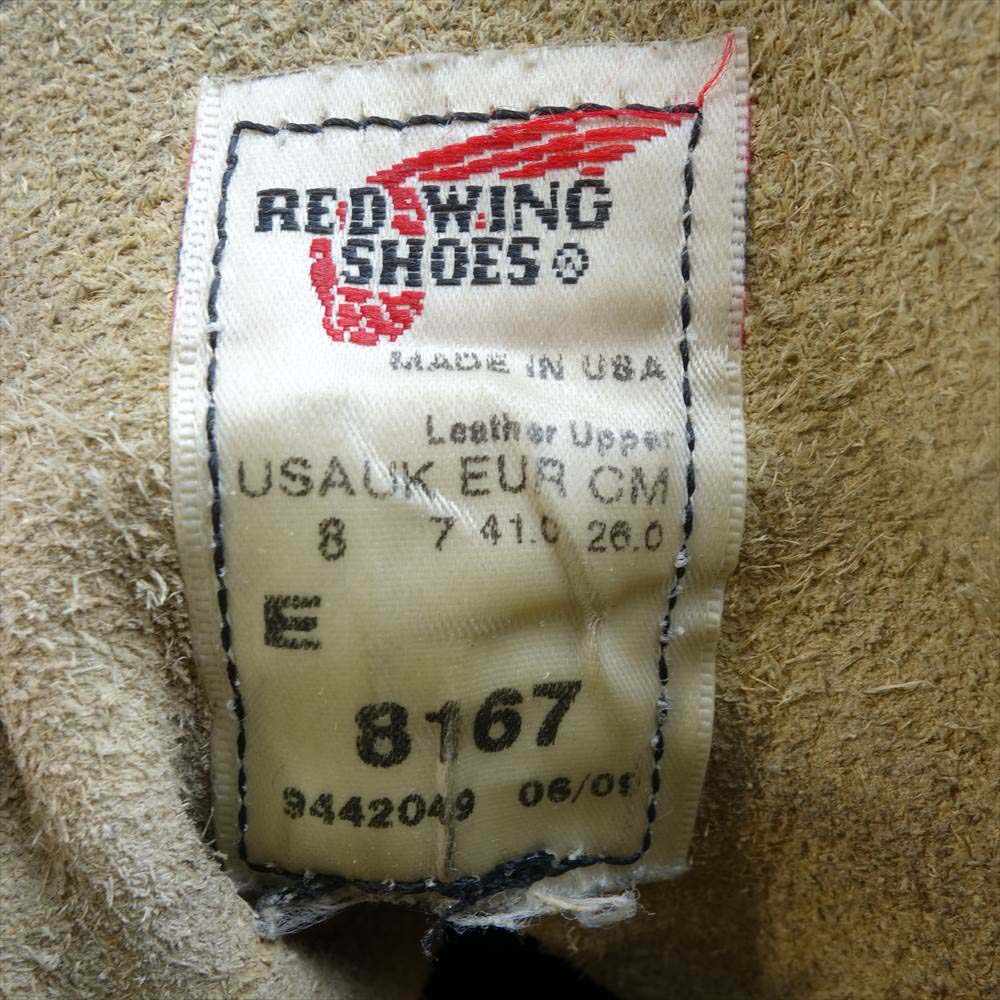 RED WING
SHOES ®
MADE IN USA
Leather Upper
USA UK EUR CM
8 7 41.0 26.0
E
8167
9442049 06/09